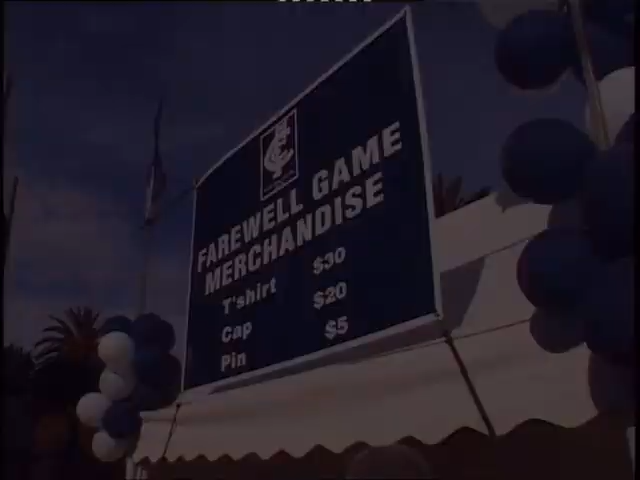 FAREWELL GAME
MERCHANDISE
T'shirt $30
Cap $20
Pin $5